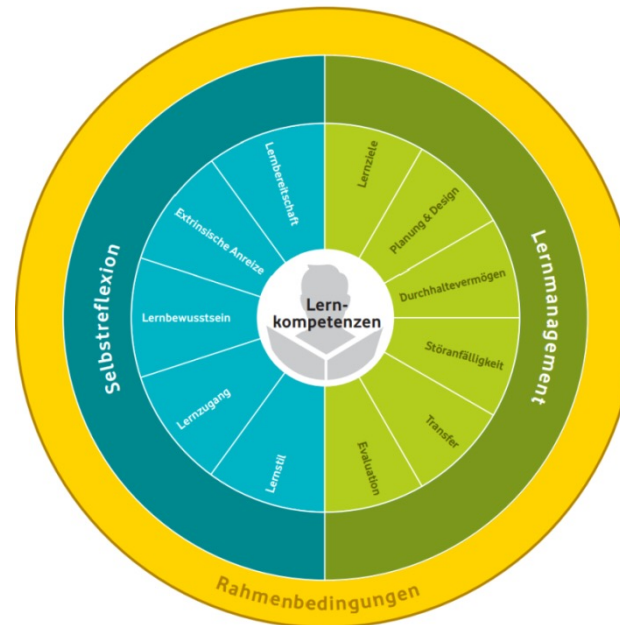 Selbstreflexion
Lernbereitschaft
Extrinsische Anreize
Lernbewusstsein
Lernzugang
Lernstil
Lern-
kompetenzen
Lernziele
Planung & Design
Durchhaltevermögen
Störanfälligkeit
Transfer
Evaluation
Lernmanagement
Rahmenbedingungen